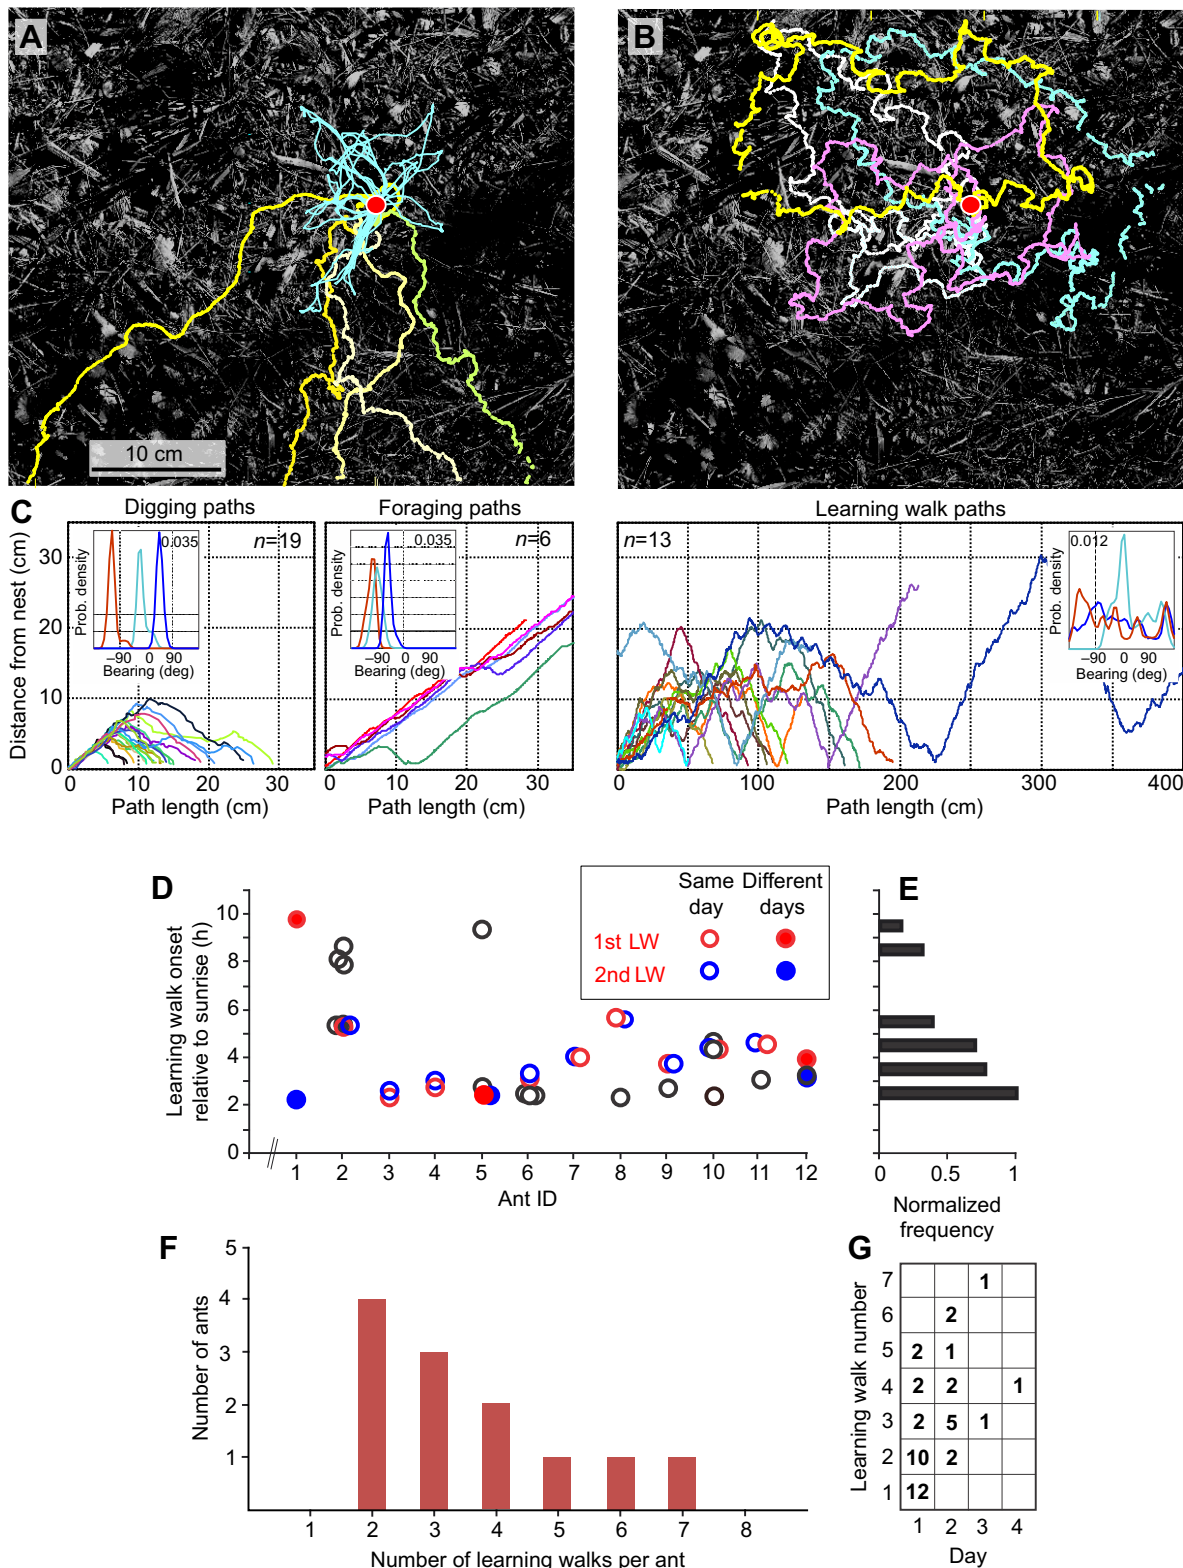 A
B
10 cm
C
Digging paths
Foraging paths
Learning walk paths
Distance from nest (cm)
30
20
10
0
n=19
0.035
Prob. density
−90 0 90
Bearing (deg)
0 10 20 30
Path length (cm)
n=6
0.035
Prob. density
−90 0 90
Bearing (deg)
0 10 20 30
Path length (cm)
n=13
0.012
Prob. density
−90 0 90
Bearing (deg)
0 50 100 150 200 250 300 350 400
Path length (cm)
D
Learning walk onset
relative to sunrise (h)
10
8
6
4
2
0
Same day
Different days
1st LW
2nd LW
1 2 3 4 5 6 7 8 9 10 11 12
Ant ID
E
0 0.5 1
Normalized
frequency
F
Number of ants
5
4
3
2
1
1 2 3 4 5 6 7 8
Number of learning walks per ant
G
Learning walk number
7 1
6 2
5 2 1
4 2 2 1
3 2 5 1
2 10 2
1 12
1 2 3 4
Day